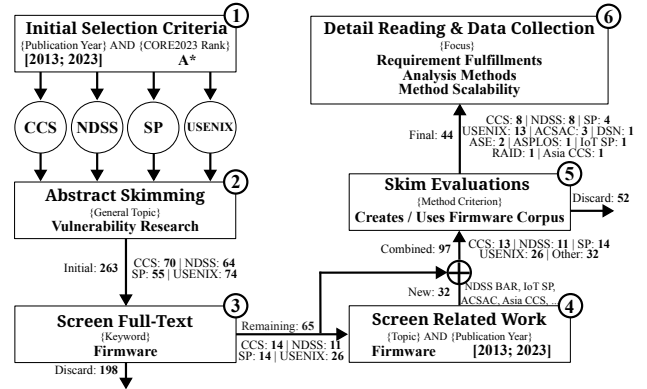 1
Initial Selection Criteria
{Publication Year} AND {CORE2023 Rank}
[2013; 2023] A*
CCS
NDSS
SP
USENIX
2
Abstract Skimming
{General Topic}
Vulnerability Research
Initial: 263
CCS: 70 | NDSS: 64
SP: 55 | USENIX: 74
3
Screen Full-Text
{Keyword}
Firmware
Discard: 198
Remaining: 65
CCS: 14 | NDSS: 11
SP: 14 | USENIX: 26
4
Screen Related Work
{Topic} AND {Publication Year}
Firmware [2013; 2023]
New: 32
NDSS BAR, IoT SP,
ACSAC, Asia CCS, ...
Combined: 97
CCS: 13 | NDSS: 11 | SP: 14
USENIX: 26 | Other: 32
5
Skim Evaluations
{Method Criterion}
Creates / Uses Firmware Corpus
Discard: 52
Final: 44
CCS: 8 | NDSS: 8 | SP: 4
USENIX: 13 | ACSAC: 3 | DSN: 1
ASE: 2 | ASPLOS: 1 | IoT SP: 1
RAID: 1 | Asia CCS: 1
6
Detail Reading & Data Collection
{Focus}
Requirement Fulfillments
Analysis Methods
Method Scalability